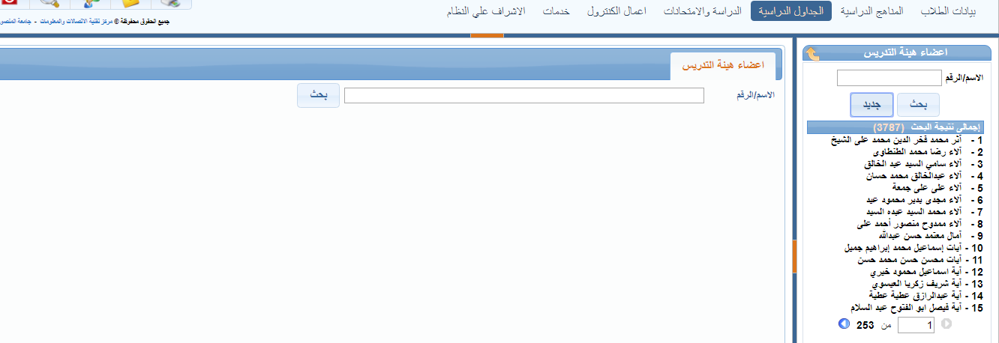 بيانات الطلاب
المناهج الدراسية
الجداول الدراسية
الدراسة والامتحانات
اعمال الكنترول
خدمات
الاشراف علي النظام
جميع الحقوق محفوظة © مركز تقنية الاتصالات والمعلومات - جامعة المنصور
اعضاء هيئة التدريس
الاسم/الرقم
بحث
جديد
إجمالى نتيجة البحث (3787)
1 - آثر محمد فخر الدين محمد على الشيخ
2 - آلاء رضا محمد الطنطاوى
3 - آلاء سامي السيد عبد الخالق
4 - آلاء عبدالخالق محمد حسان
5 - آلاء على على جمعة
6 - آلاء مجدى بدير محمود عبد
7 - آلاء محمد السيد عبده السيد
8 - آلاء ممدوح منصور أحمد على
9 - آمال معتمد حسن عبدالله
10 - آيات إسماعيل محمد إبراهيم جميل
11 - آيات محسن حسن محمد حسن
12 - آية اسماعيل محمود خيري
13 - آية شريف زكريا العيسوي
14 - آية عبدالرازق عطية عطية
15 - آية فيصل ابو الفتوح عبد السلام
1 من 253
اعضاء هيئة التدريس
الاسم/الرقم
بحث